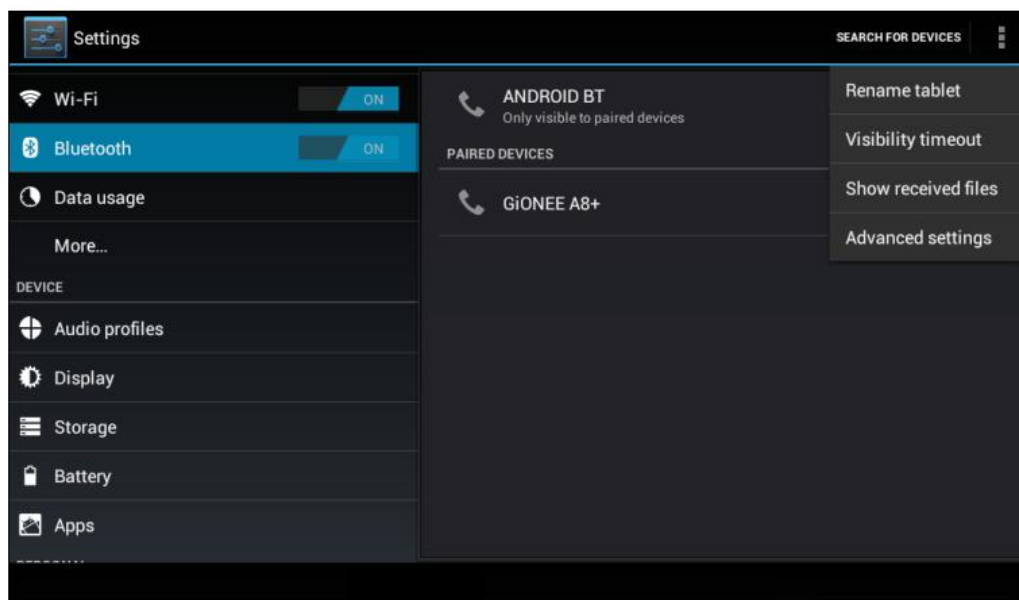 Settings
SEARCH FOR DEVICES
Wi-Fi
ON
Bluetooth
ON
Data usage
More...
DEVICE
Audio profiles
Display
Storage
Battery
Apps
ANDROID BT
Only visible to paired devices
PAIRED DEVICES
GiONEE A8+
Rename tablet
Visibility timeout
Show received files
Advanced settings